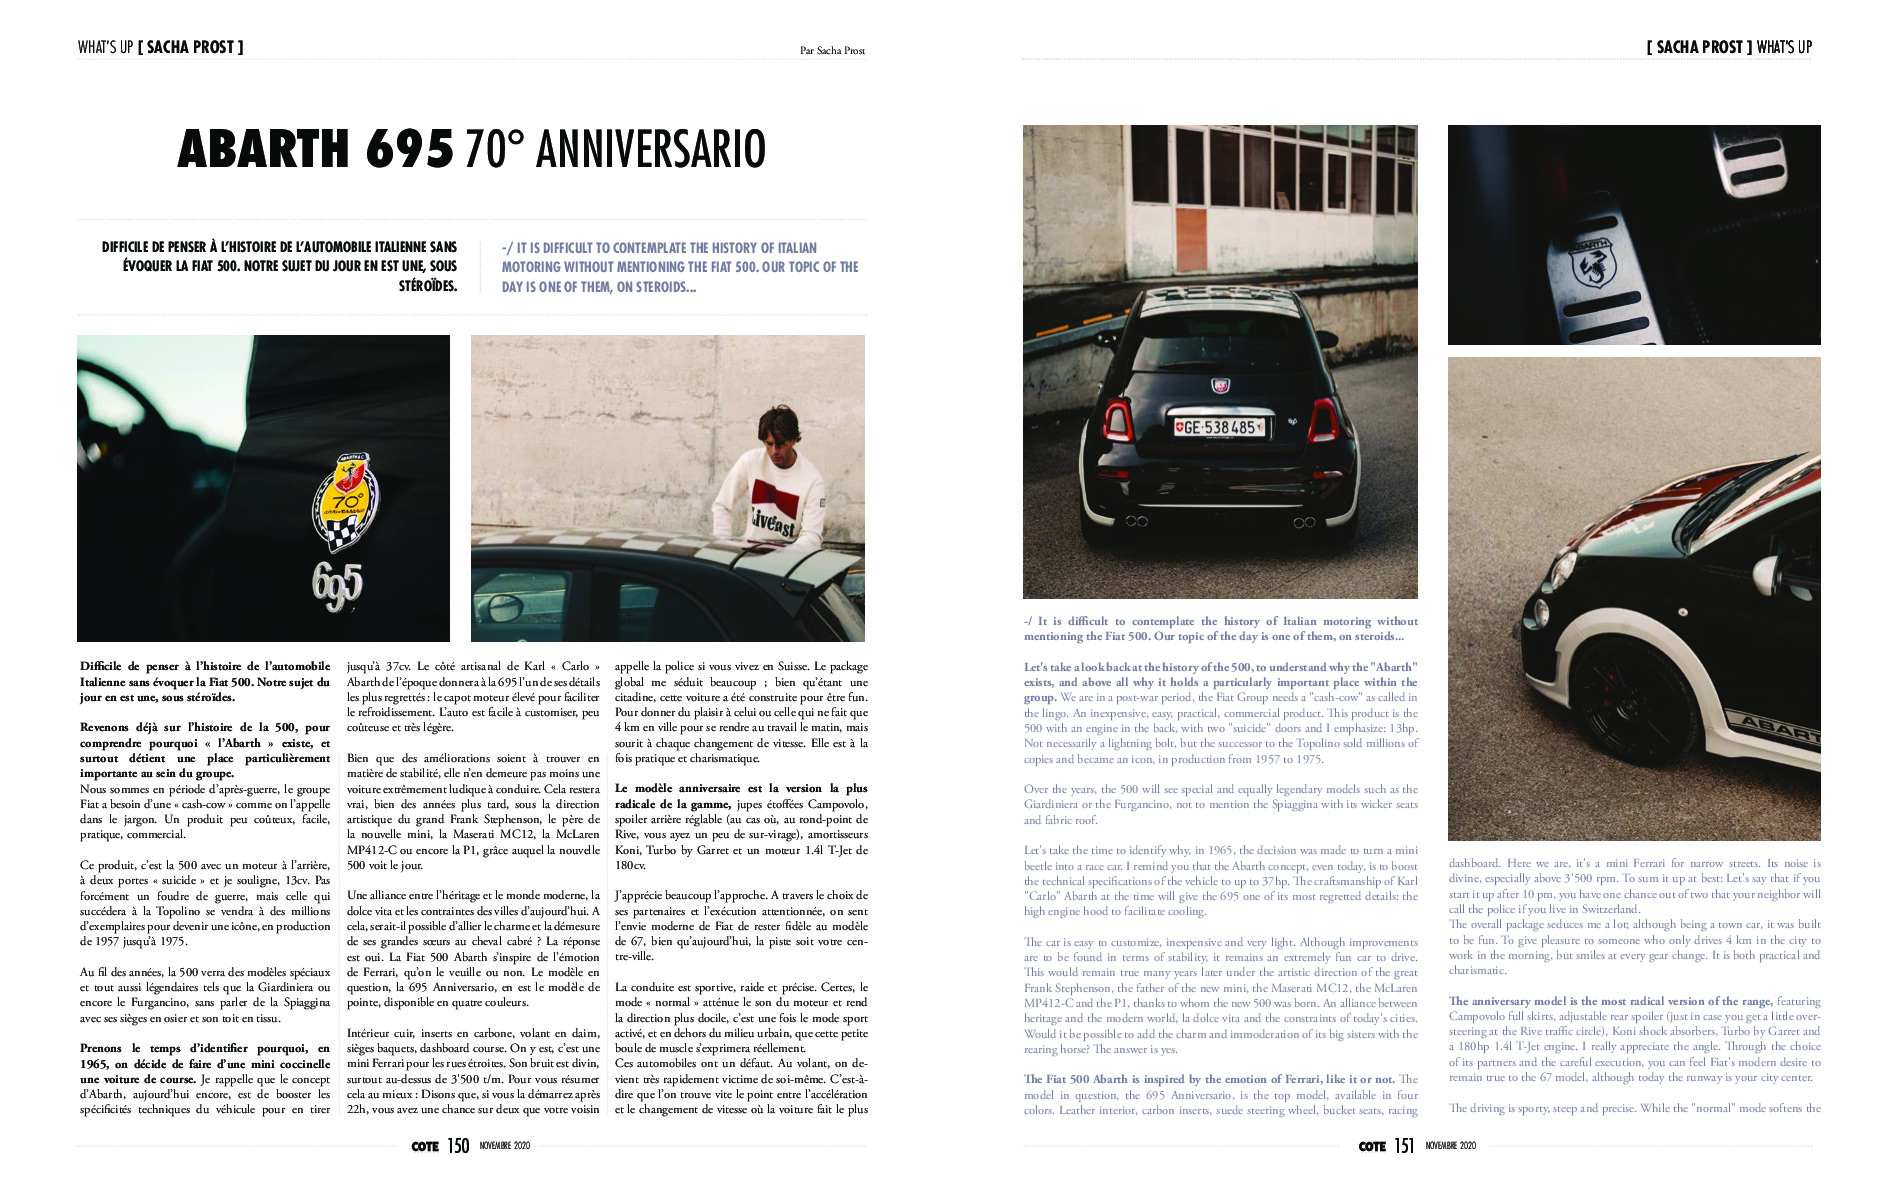 WHAT'S UP [ SACHA PROST ]
Par Sacha Prost
ABARTH 695 70° ANNIVERSARIO
DIFFICILE DE PENSER À L'HISTOIRE DE L'AUTOMOBILE ITALIENNE SANS
ÉVOQUER LA FIAT 500. NOTRE SUJET DU JOUR EN EST UNE, SOUS
STÉROÏDES.
-/ IT IS DIFFICULT TO CONTEMPLATE THE HISTORY OF ITALIAN
MOTORING WITHOUT MENTIONING THE FIAT 500. OUR TOPIC OF THE
DAY IS ONE OF THEM, ON STEROIDS...
ABARTH & C.
70°
ANNIVERSARIO
695
Liveast
Difficile de penser à l'histoire de l'automobile
Italienne sans évoquer la Fiat 500. Notre sujet du
jour en est une, sous stéroïdes.
Revenons déjà sur l'histoire de la 500, pour
comprendre pourquoi « l'Abarth » existe, et
surtout détient une place particulièrement
importante au sein du groupe.
Nous sommes en période d'après-guerre, le groupe
Fiat a besoin d'une « cash-cow » comme on l'appelle
dans le jargon. Un produit peu coûteux, facile,
pratique, commercial.
Ce produit, c'est la 500 avec un moteur à l'arrière,
à deux portes « suicide » et je souligne, 13cv. Pas
forcément un foudre de guerre, mais celle qui
succédera à la Topolino se vendra à des millions
d'exemplaires pour devenir une icône, en production
de 1957 jusqu'à 1975.
Au fil des années, la 500 verra des modèles spéciaux
et tout aussi légendaires tels que la Giardiniera ou
encore le Furgancino, sans parler de la Spiaggina
avec ses sièges en osier et son toit en tissu.
Prenons le temps d'identifier pourquoi, en
1965, on décide de faire d'une mini coccinelle
une voiture de course. Je rappelle que le concept
d'Abarth, aujourd'hui encore, est de booster les
spécificités techniques du véhicule pour en tirer
jusqu'à 37cv. Le côté artisanal de Karl « Carlo »
Abarth de l'époque donnera à la 695 l'un de ses détails
les plus regrettés : le capot moteur élevé pour faciliter
le refroidissement. L'auto est facile à customiser, peu
coûteuse et très légère.
Bien que des améliorations soient à trouver en
matière de stabilité, elle n'en demeure pas moins une
voiture extrêmement ludique à conduire. Cela restera
vrai, bien des années plus tard, sous la direction
artistique du grand Frank Stephenson, le père de
la nouvelle mini, la Maserati MC12, la McLaren
MP412-C ou encore la P1, grâce auquel la nouvelle
500 voit le jour.
Une alliance entre l'héritage et le monde moderne, la
dolce vita et les contraintes des villes d'aujourd'hui. A
cela, serait-il possible d'allier le charme et la démesure
de ses grandes sœurs au cheval cabré ? La réponse
est oui. La Fiat 500 Abarth s'inspire de l'émotion
de Ferrari, qu'on le veuille ou non. Le modèle en
question, la 695 Anniversario, en est le modèle de
pointe, disponible en quatre couleurs.
Intérieur cuir, inserts en carbone, volant en daim,
sièges baquets, dashboard course. On y est, c'est une
mini Ferrari pour les rues étroites. Son bruit est divin,
surtout au-dessus de 3'500 t/m. Pour vous résumer
cela au mieux : Disons que, si vous la démarrez après
22h, vous avez une chance sur deux que votre voisin
appelle la police si vous vivez en Suisse. Le package
global me séduit beaucoup ; bien qu'étant une
citadine, cette voiture a été construite pour être fun.
Pour donner du plaisir à celui ou celle qui ne fait que
4 km en ville pour se rendre au travail le matin, mais
sourit à chaque changement de vitesse. Elle est à la
fois pratique et charismatique.
Le modèle anniversaire est la version la plus
radicale de la gamme, jupes étoffées Campovolo,
spoiler arrière réglable (au cas où, au rond-point de
Rive, vous ayez un peu de sur-virage), amortisseurs
Koni, Turbo by Garret et un moteur 1.4l T-Jet de
180cv.
J'apprécie beaucoup l'approche. A travers le choix de
ses partenaires et l'exécution attentionnée, on sent
l'envie moderne de Fiat de rester fidèle au modèle
de 67, bien qu'aujourd'hui, la piste soit votre cen-
tre-ville.
La conduite est sportive, raide et précise. Certes, le
mode « normal » atténue le son du moteur et rend
la direction plus docile, c'est une fois le mode sport
activé, et en dehors du milieu urbain, que cette petite
boule de muscle s'exprimera réellement.
Ces automobiles ont un défaut. Au volant, on de-
vient très rapidement victime de soi-même. C'est-à-
dire que l'on trouve vite le point entre l'accélération
et le changement de vitesse où la voiture fait le plus
COTE 150 NOVEMBRE 2020
[ SACHA PROST ] WHAT'S UP
GE·538 485
ABARTH
ABART
-/ It is difficult to contemplate the history of Italian motoring without
mentioning the Fiat 500. Our topic of the day is one of them, on steroids...
Let's take a look back at the history of the 500, to understand why the "Abarth"
exists, and above all why it holds a particularly important place within the
group. We are in a post-war period, the Fiat Group needs a "cash-cow" as called in
the lingo. An inexpensive, easy, practical, commercial product. This product is the
500 with an engine in the back, with two "suicide" doors and I emphasize: 13hp.
Not necessarily a lightning bolt, but the successor to the Topolino sold millions of
copies and became an icon, in production from 1957 to 1975.
Over the years, the 500 will see special and equally legendary models such as the
Giardiniera or the Furgancino, not to mention the Spiaggina with its wicker seats
and fabric roof.
Let's take the time to identify why, in 1965, the decision was made to turn a mini
beetle into a race car. I remind you that the Abarth concept, even today, is to boost
the technical specifications of the vehicle to up to 37hp. The craftsmanship of Karl
"Carlo" Abarth at the time will give the 695 one of its most regretted details: the
high engine hood to facilitate cooling.
The car is easy to customize, inexpensive and very light. Although improvements
are to be found in terms of stability, it remains an extremely fun car to drive.
This would remain true many years later under the artistic direction of the great
Frank Stephenson, the father of the new mini, the Maserati MC12, the McLaren
MP412-C and the P1, thanks to whom the new 500 was born. An alliance between
heritage and the modern world, la dolce vita and the constraints of today's cities.
Would it be possible to add the charm and immoderation of its big sisters with the
rearing horse? The answer is yes.
The Fiat 500 Abarth is inspired by the emotion of Ferrari, like it or not. The
model in question, the 695 Anniversario, is the top model, available in four
colors. Leather interior, carbon inserts, suede steering wheel, bucket seats, racing
dashboard. Here we are, it's a mini Ferrari for narrow streets. Its noise is
divine, especially above 3'500 rpm. To sum it up at best: Let's say that if you
start it up after 10 pm, you have one chance out of two that your neighbor will
call the police if you live in Switzerland.
The overall package seduces me a lot; although being a town car, it was built
to be fun. To give pleasure to someone who only drives 4 km in the city to
work in the morning, but smiles at every gear change. It is both practical and
charismatic.
The anniversary model is the most radical version of the range, featuring
Campovolo full skirts, adjustable rear spoiler (just in case you get a little over-
steering at the Rive traffic circle), Koni shock absorbers, Turbo by Garret and
a 180hp 1.4l T-Jet engine. I really appreciate the angle. Through the choice
of its partners and the careful execution, you can feel Fiat's modern desire to
remain true to the 67 model, although today the runway is your city center.
The driving is sporty, steep and precise. While the "normal" mode softens the
COTE 151 NOVEMBRE 2020